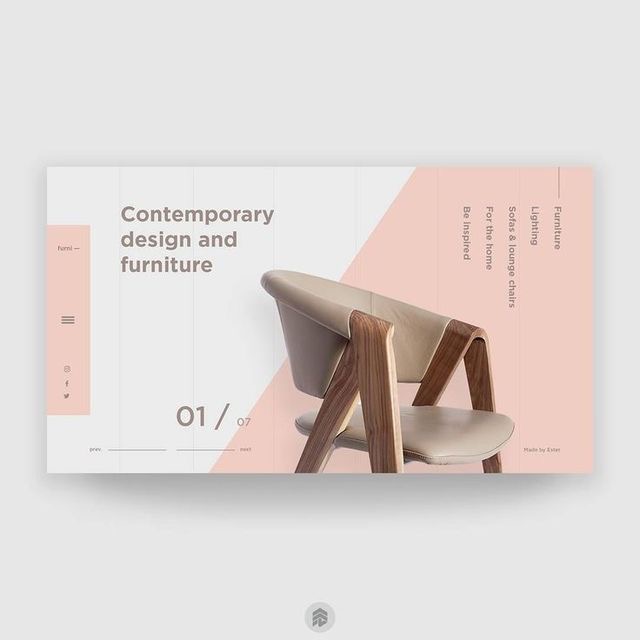 Contemporary
design and
furniture
furni —
01 / 07
prev.
next
Furniture
Lighting
Sofas & lounge chairs
For the home
Be inspired
Made by Ester